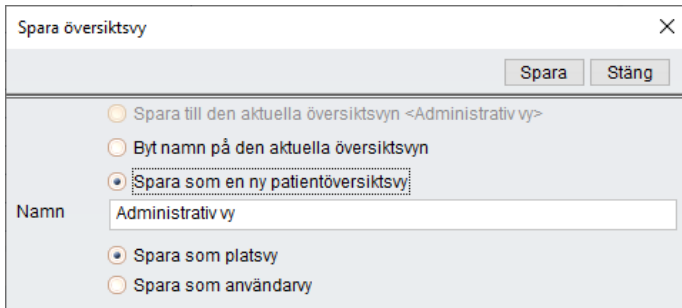 Spara översiktsvy
Spara Stäng
Spara till den aktuella översiktsvyn <Administrativ vy>
Byt namn på den aktuella översiktsvyn
Spara som en ny patientöversiktsvy
Namn Administrativ vy
Spara som platsvy
Spara som användarvy